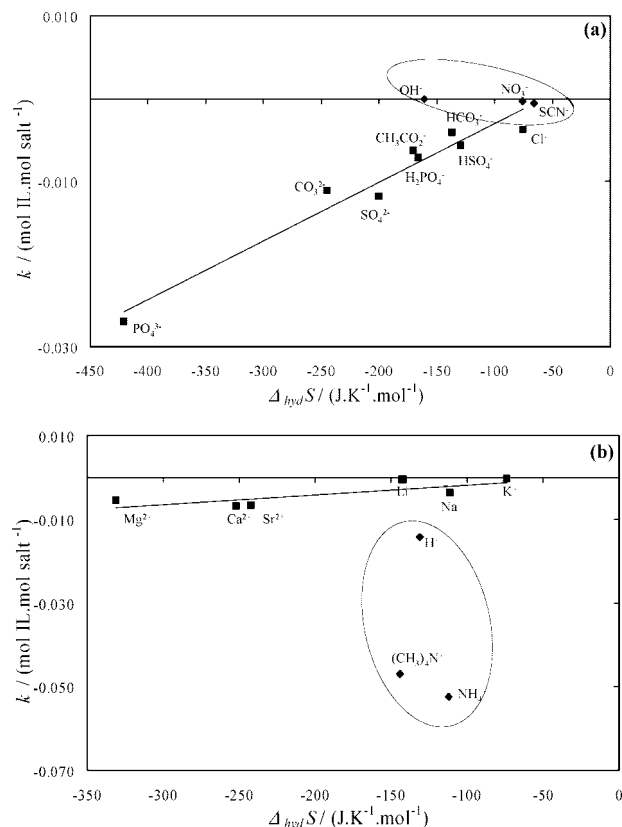 (a)
0.010
-0.010
-0.030
k / (mol IL.mol salt⁻¹)
OH⁻
NO₃⁻
SCN⁻
HCO₃⁻
Cl⁻
CH₃CO₂⁻
HSO₄⁻
H₂PO₄⁻
CO₃²⁻
SO₄²⁻
PO₄³⁻
-450 -400 -350 -300 -250 -200 -150 -100 -50 0
Δ_hyd S / (J.K⁻¹.mol⁻¹)
(b)
0.010
-0.010
-0.030
-0.050
-0.070
k / (mol IL.mol salt⁻¹)
Li⁺
K⁺
Mg²⁺
Ca²⁺
Sr²⁺
Na
H⁺
(CH₃)₄N⁺
NH₄
-350 -300 -250 -200 -150 -100 -50 0
Δ_hyd S / (J.K⁻¹.mol⁻¹)